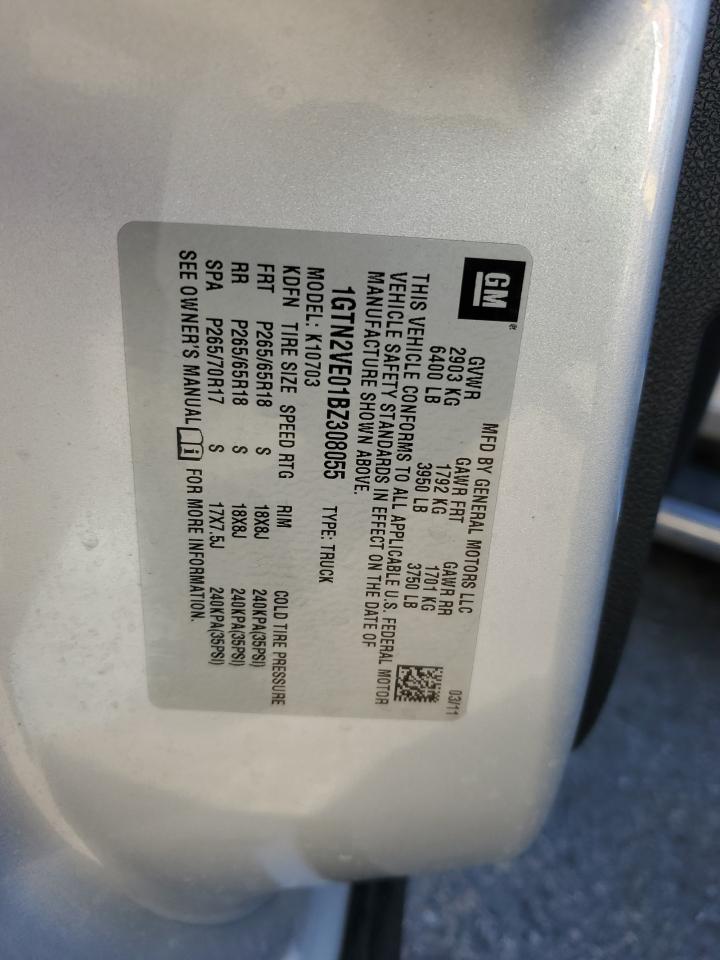 GM®
MFD BY GENERAL MOTORS LLC 03/11
GVWR GAWR FRT GAWR RR
2903 KG 1792 KG 1701 KG
6400 LB 3950 LB 3750 LB
THIS VEHICLE CONFORMS TO ALL APPLICABLE U.S. FEDERAL MOTOR
VEHICLE SAFETY STANDARDS IN EFFECT ON THE DATE OF
MANUFACTURE SHOWN ABOVE.
1GTN2VE01BZ308055 TYPE: TRUCK
MODEL: K10703
KDFN TIRE SIZE SPEED RTG RIM COLD TIRE PRESSURE
FRT P265/65R18 S 18X8J 240KPA(35PSI)
RR P265/65R18 S 18X8J 240KPA(35PSI)
SPA P265/70R17 S 17X7.5J 240KPA(35PSI)
SEE OWNER'S MANUAL i FOR MORE INFORMATION.